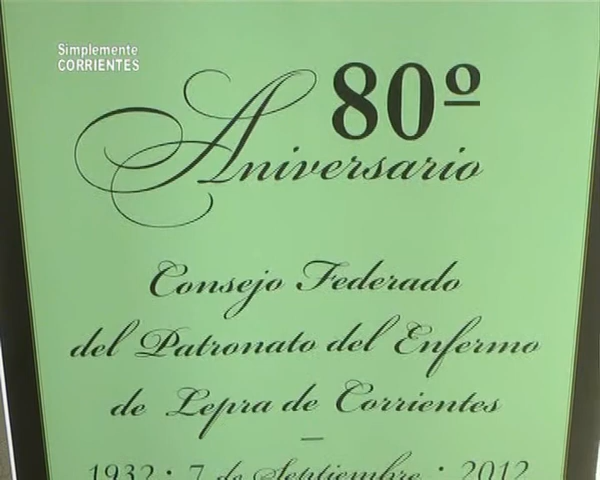 Simplemente
CORRIENTES
80º
Aniversario
Consejo Federado
del Patronato del Enfermo
de Lepra de Corrientes
—
1932 · 7 de Septiembre · 2012